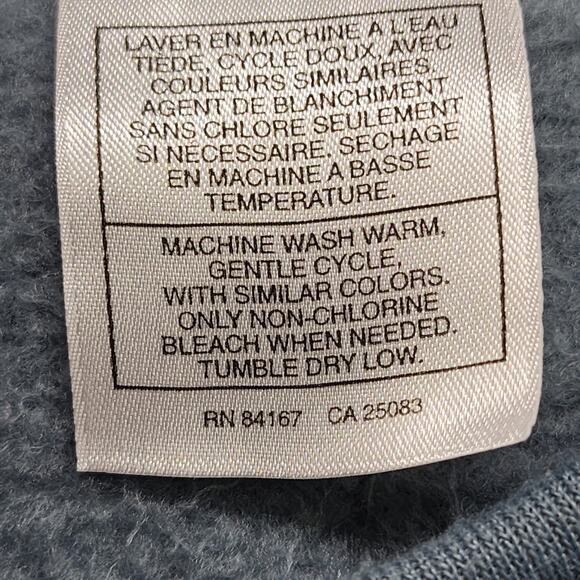 LAVER EN MACHINE A L'EAU
TIEDE, CYCLE DOUX, AVEC
COULEURS SIMILAIRES.
AGENT DE BLANCHIMENT
SANS CHLORE SEULEMENT
SI NÉCESSAIRE. SECHAGE
EN MACHINE A BASSE
TEMPERATURE.
MACHINE WASH WARM,
GENTLE CYCLE,
WITH SIMILAR COLORS.
ONLY NON-CHLORINE
BLEACH WHEN NEEDED.
TUMBLE DRY LOW.
RN 84167 CA 25083